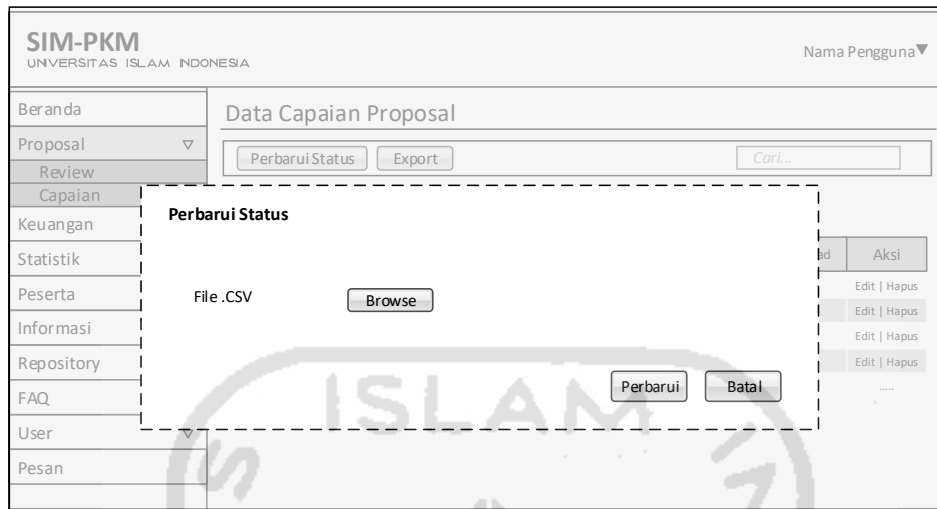 SIM-PKM
UNIVERSITAS ISLAM INDONESIA
Nama Pengguna
Beranda
Proposal
Review
Capaian
Keuangan
Statistik
Peserta
Informasi
Repository
FAQ
User
Pesan
Data Capaian Proposal
Perbarui Status Export Cari...
Perbarui Status
File .CSV Browse
Perbarui Batal
Aksi
Edit | Hapus
Edit | Hapus
Edit | Hapus
Edit | Hapus
.....
ISLAM